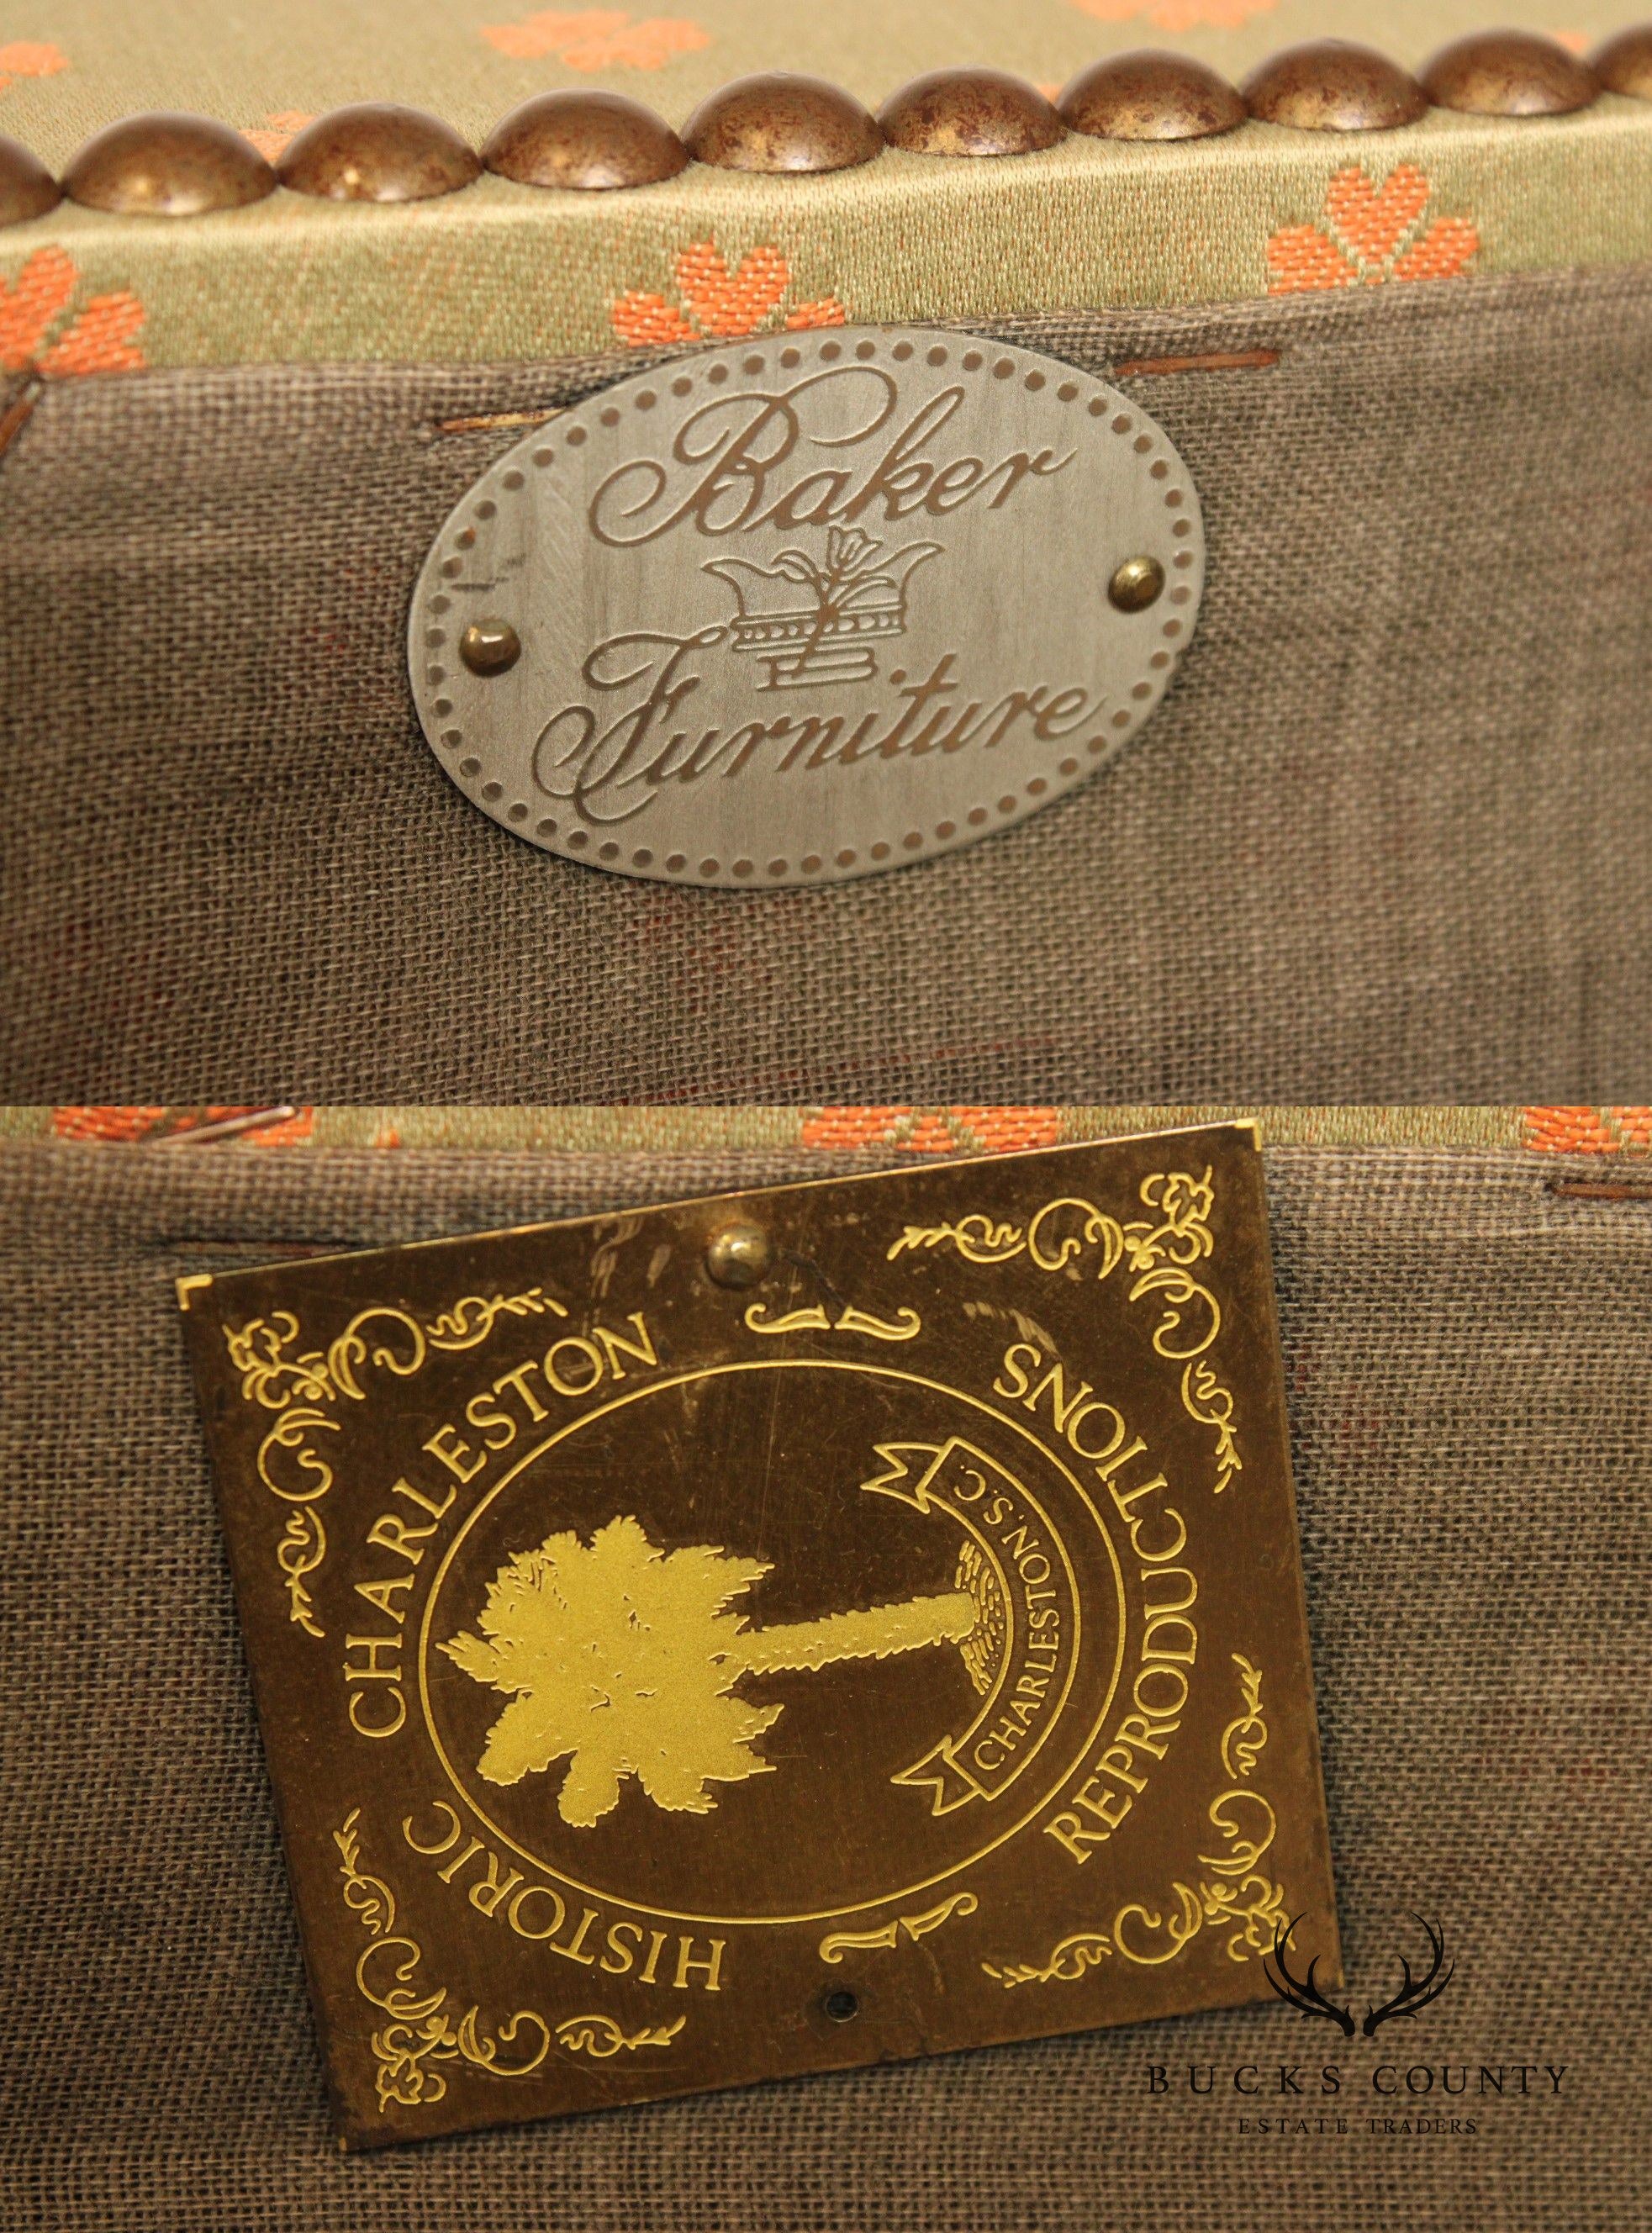 Baker
Furniture
HISTORIC CHARLESTON
REPRODUCTIONS
CHARLESTON. S.C.
BUCKS COUNTY
ESTATE TRADERS